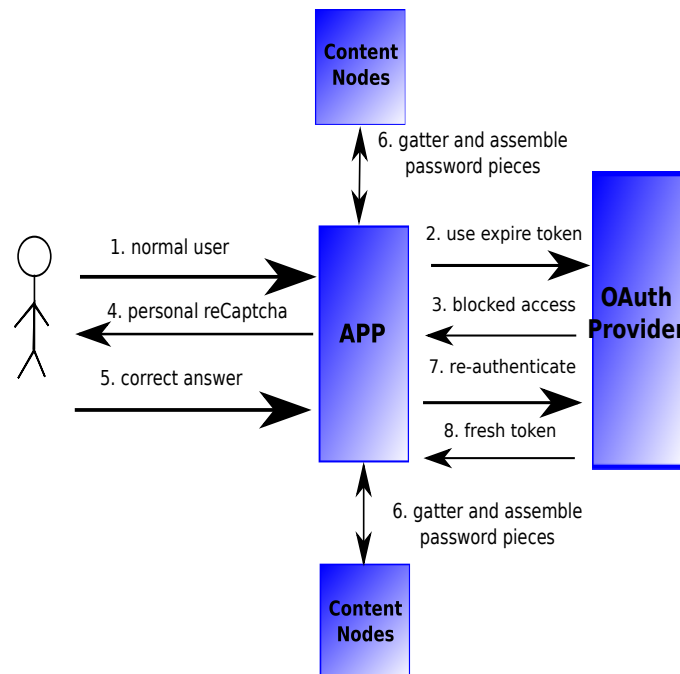 Content
Nodes
6. gatter and assemble
password pieces
1. normal user
2. use expire token
4. personal reCaptcha
3. blocked access
APP
OAuth
Provider
5. correct answer
7. re-authenticate
8. fresh token
6. gatter and assemble
password pieces
Content
Nodes